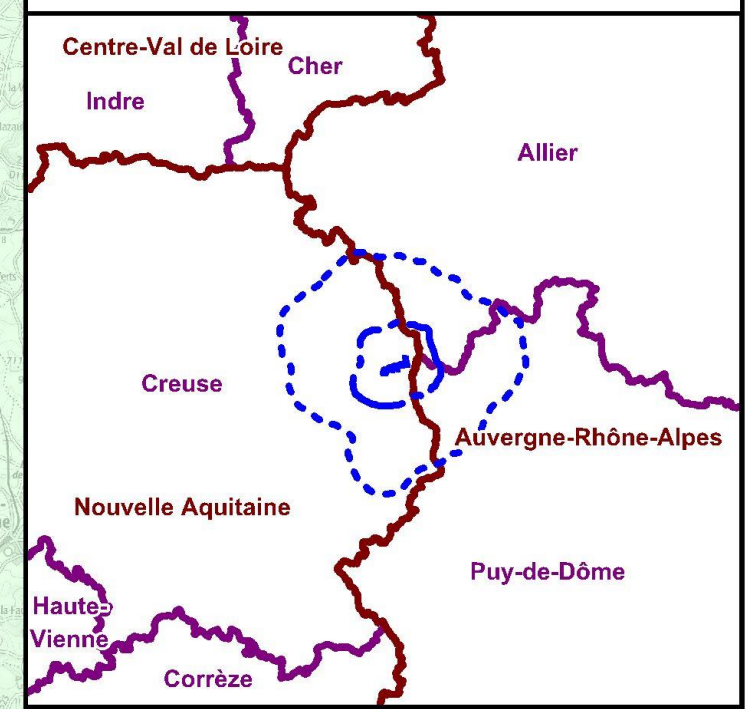 Centre-Val de Loire
Cher
Indre
Allier
Creuse
Auvergne-Rhône-Alpes
Nouvelle Aquitaine
Puy-de-Dôme
Haute-
Vienne
Corrèze